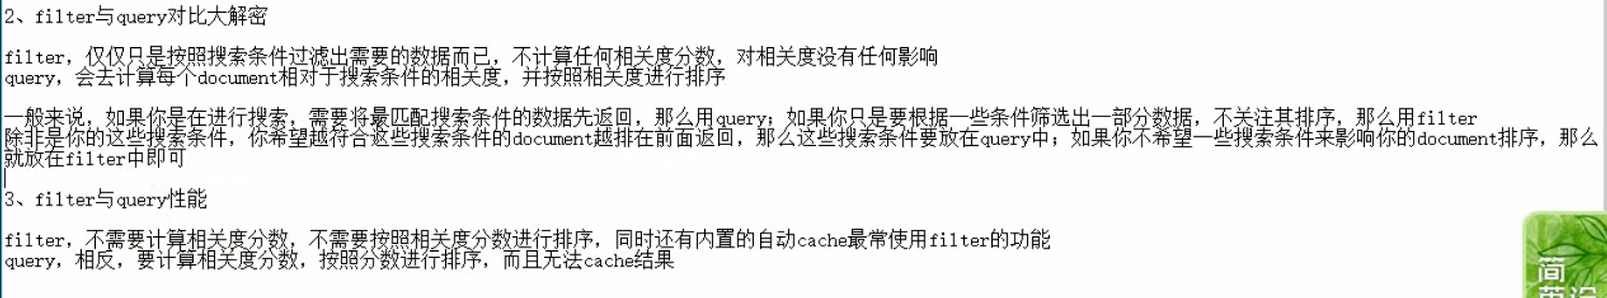 2、filter与query对比大解密
filter，仅仅只是按照搜索条件过滤出需要的数据而已，不计算任何相关度分数，对相关度没有任何影响
query，会去计算每个document相对于搜索条件的相关度，并按照相关度进行排序
一般来说，如果你是在进行搜索，需要将最匹配搜索条件的数据先返回，那么用query；如果你只是要根据一些条件筛选出一部分数据，不关注其排序，那么用filter
除非是你的这些搜索条件，你希望越符合这些搜索条件的document越排在前面返回，那么这些搜索条件要放在query中；如果你不希望一些搜索条件来影响你的document排序，那么
就放在filter中即可
3、filter与query性能
filter，不需要计算相关度分数，不需要按照相关度分数进行排序，同时还有内置的自动cache最常使用filter的功能
query，相反，要计算相关度分数，按照分数进行排序，而且无法cache结果
简